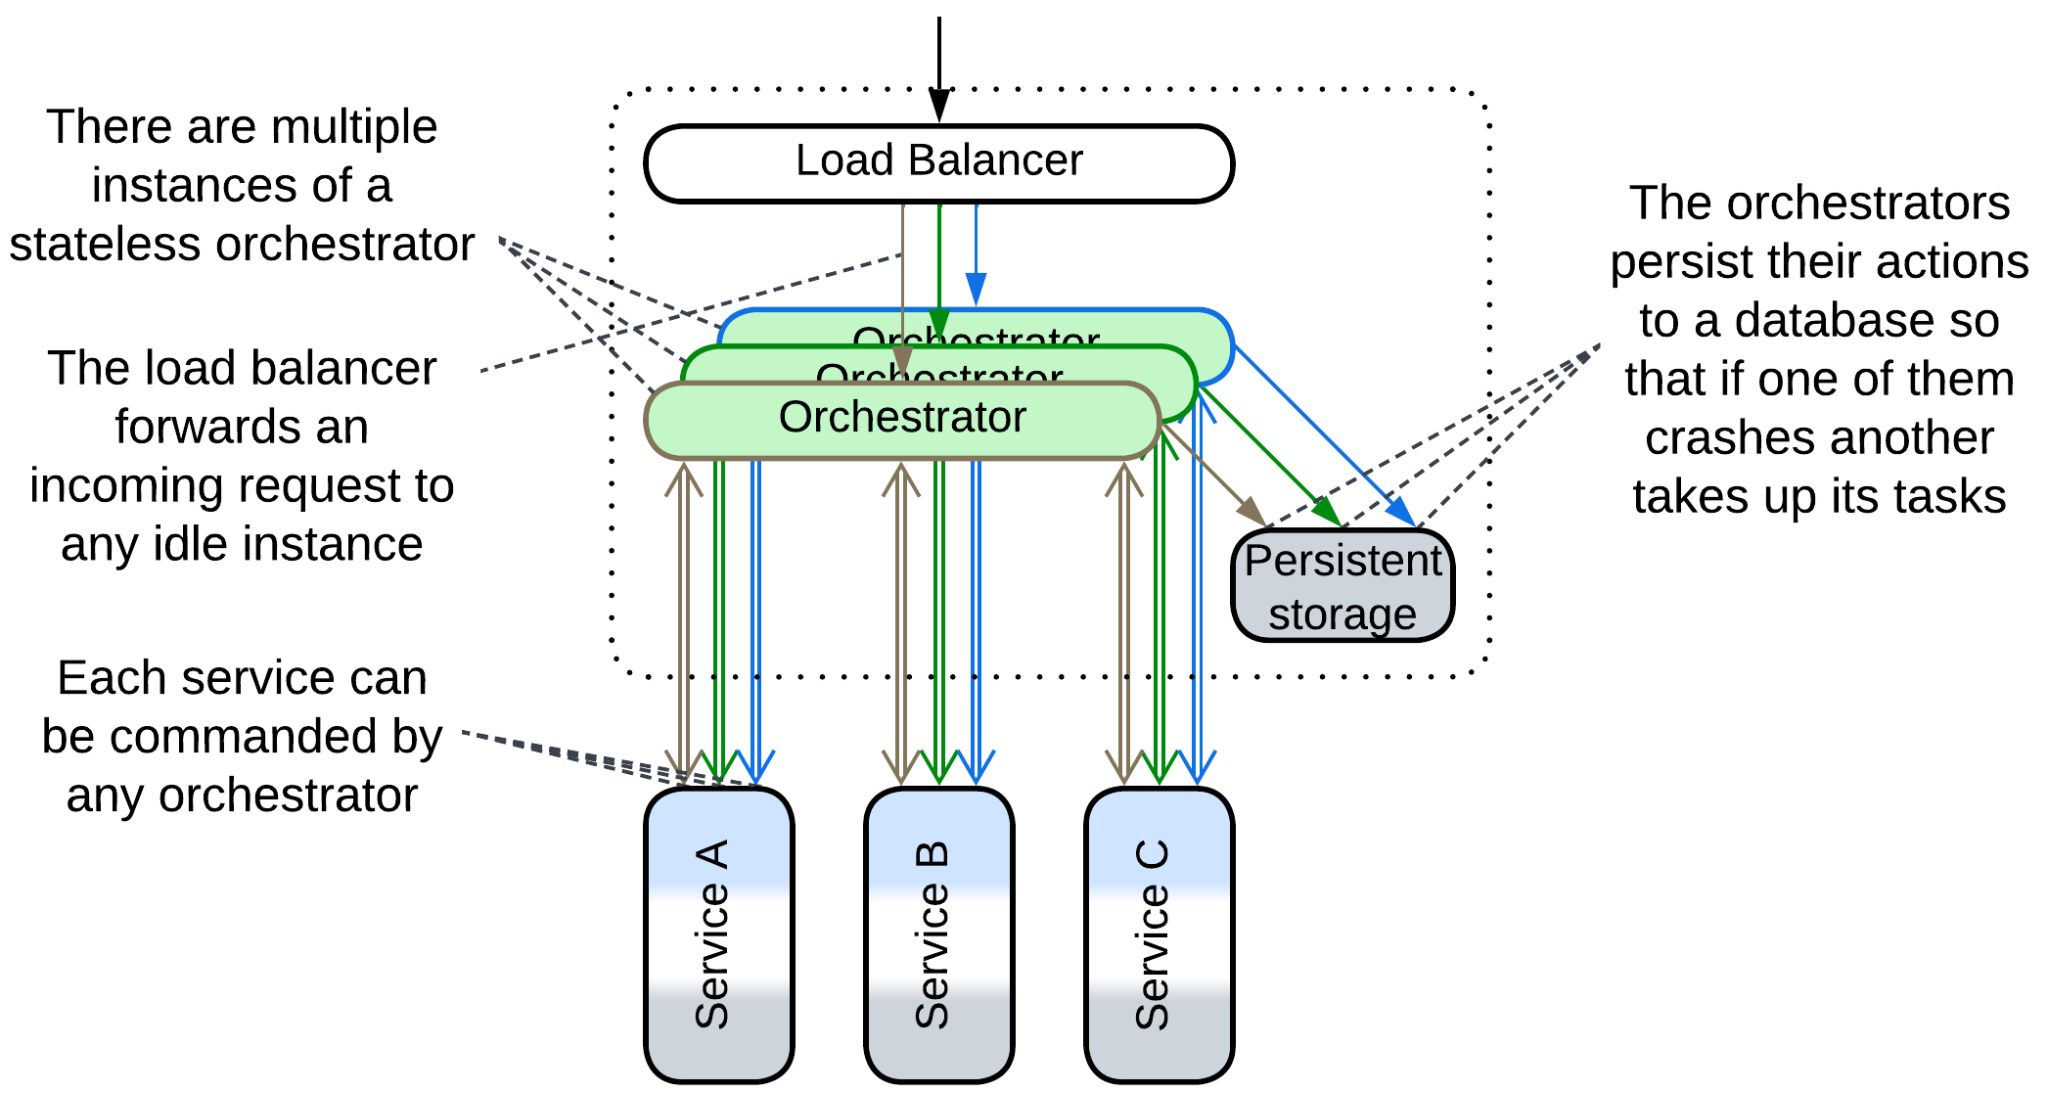 There are multiple
instances of a
stateless orchestrator
The load balancer
forwards an
incoming request to
any idle instance
Each service can
be commanded by
any orchestrator
Load Balancer
Orchestrator
Orchestrator
Orchestrator
Persistent
storage
Service A
Service B
Service C
The orchestrators
persist their actions
to a database so
that if one of them
crashes another
takes up its tasks